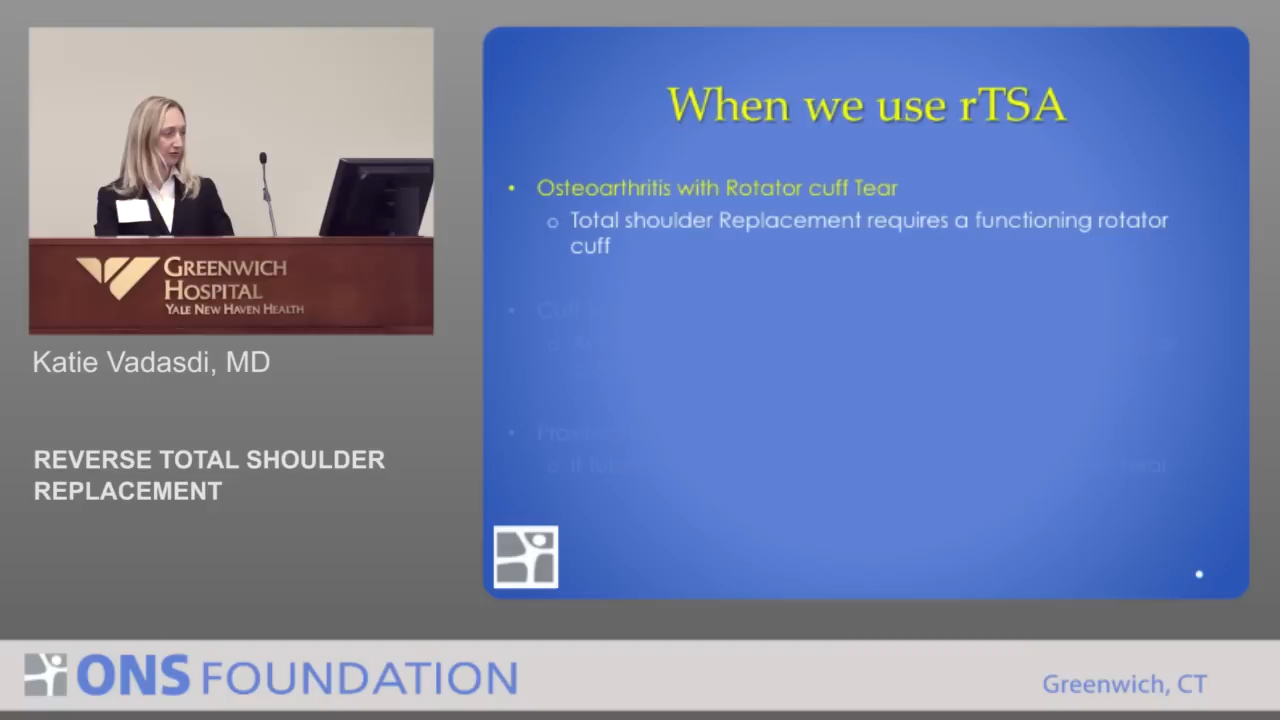 When we use rTSA
• Osteoarthritis with Rotator cuff Tear
o Total shoulder Replacement requires a functioning rotator
cuff
GREENWICH
HOSPITAL
YALE NEW HAVEN HEALTH
Katie Vadasdi, MD
REVERSE TOTAL SHOULDER
REPLACEMENT
ONS FOUNDATION
Greenwich, CT